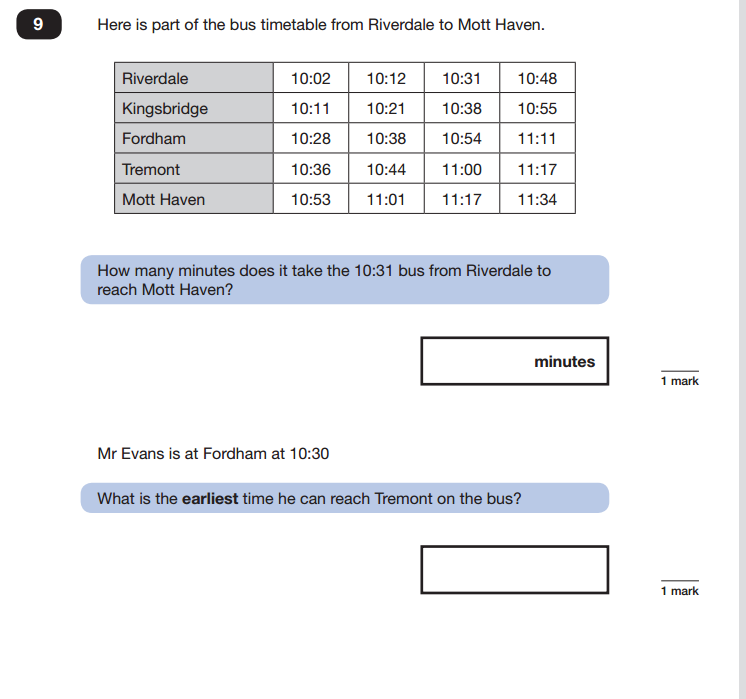 9
Here is part of the bus timetable from Riverdale to Mott Haven.
Riverdale 10:02 10:12 10:31 10:48
Kingsbridge 10:11 10:21 10:38 10:55
Fordham 10:28 10:38 10:54 11:11
Tremont 10:36 10:44 11:00 11:17
Mott Haven 10:53 11:01 11:17 11:34
How many minutes does it take the 10:31 bus from Riverdale to
reach Mott Haven?
minutes
1 mark
Mr Evans is at Fordham at 10:30
What is the earliest time he can reach Tremont on the bus?
1 mark